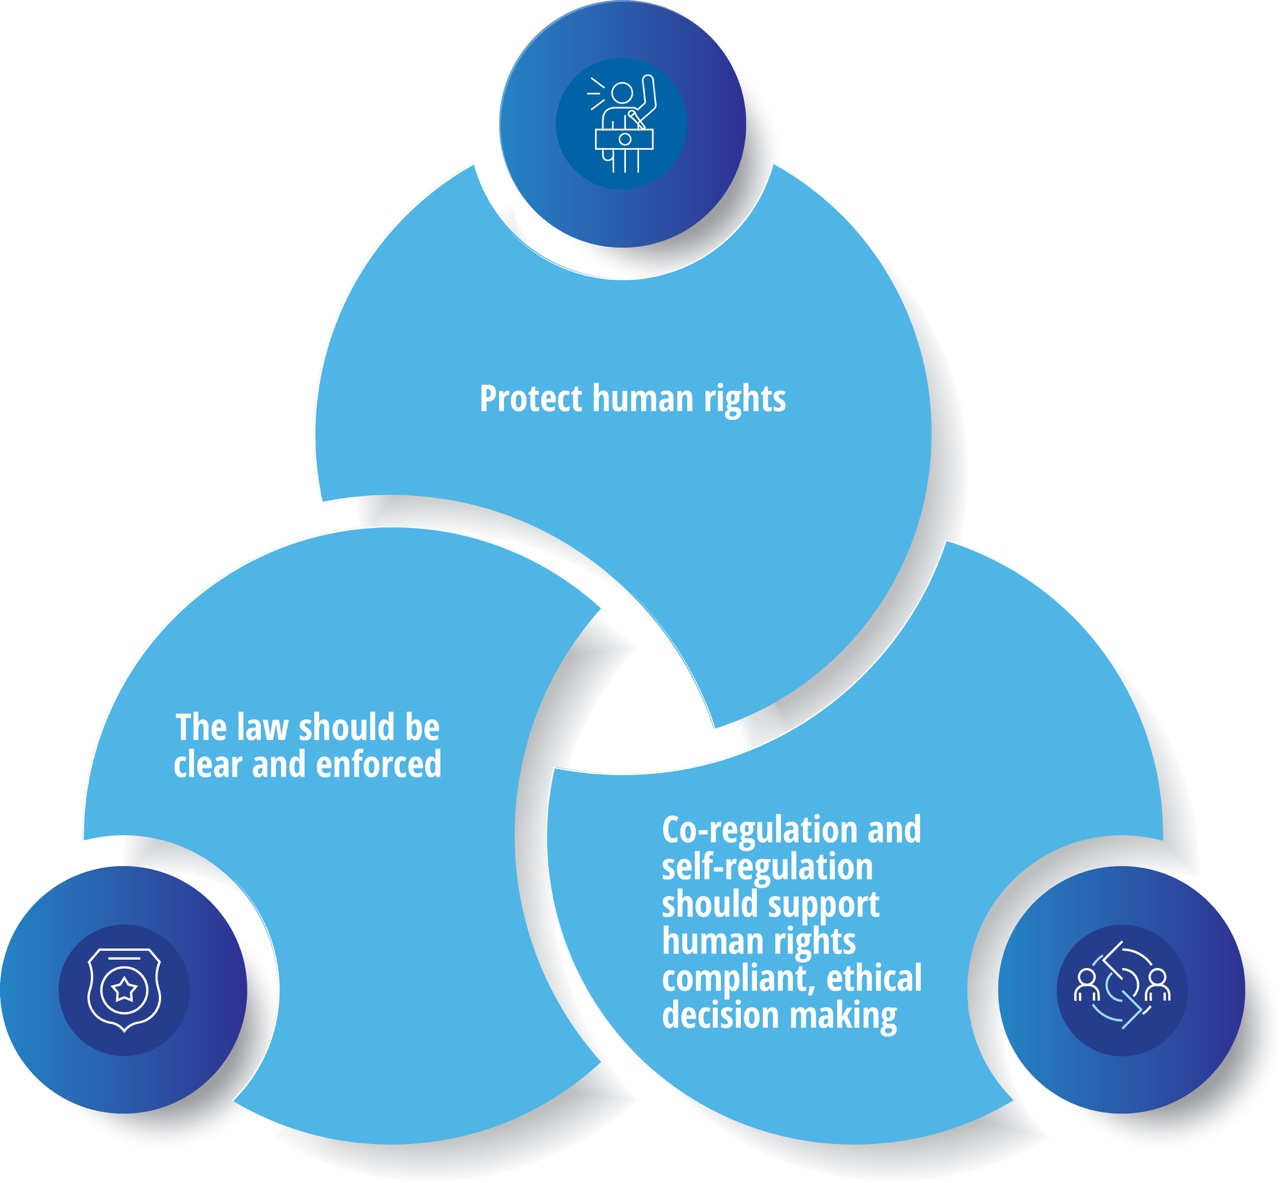 Protect human rights
The law should be
clear and enforced
Co-regulation and
self-regulation
should support
human rights
compliant, ethical
decision making